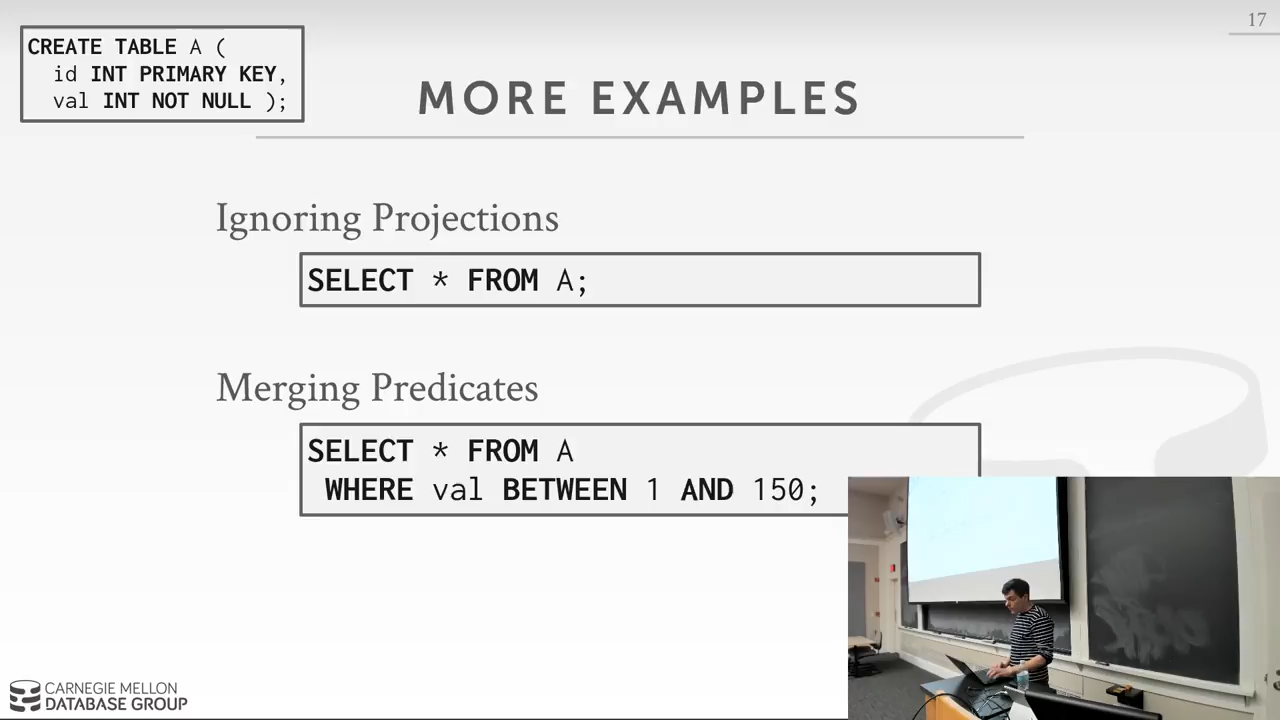 17
CREATE TABLE A (
id INT PRIMARY KEY,
val INT NOT NULL );
MORE EXAMPLES
Ignoring Projections
SELECT * FROM A;
Merging Predicates
SELECT * FROM A
WHERE val BETWEEN 1 AND 150;
CARNEGIE MELLON
DATABASE GROUP